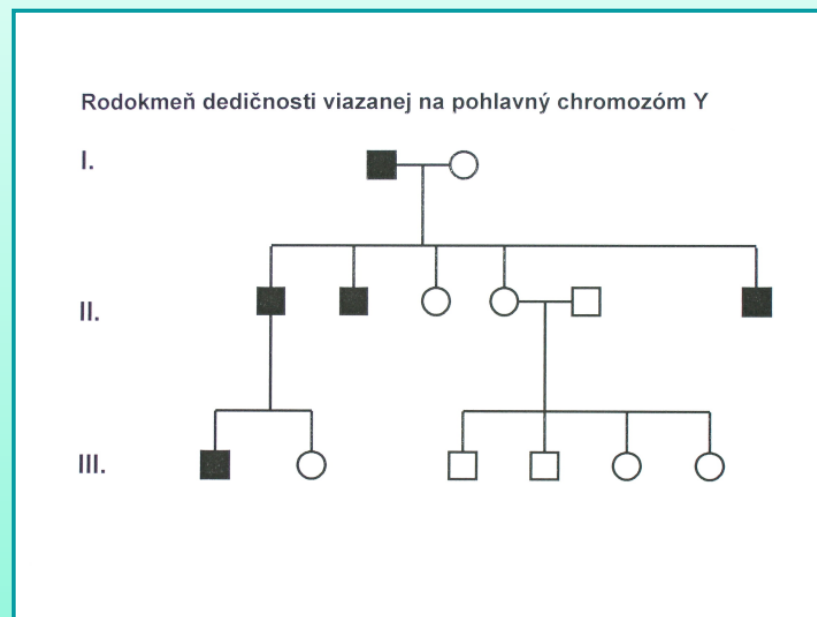 Rodokmeň dedičnosti viazanej na pohlavný chromozóm Y
I.
II.
III.